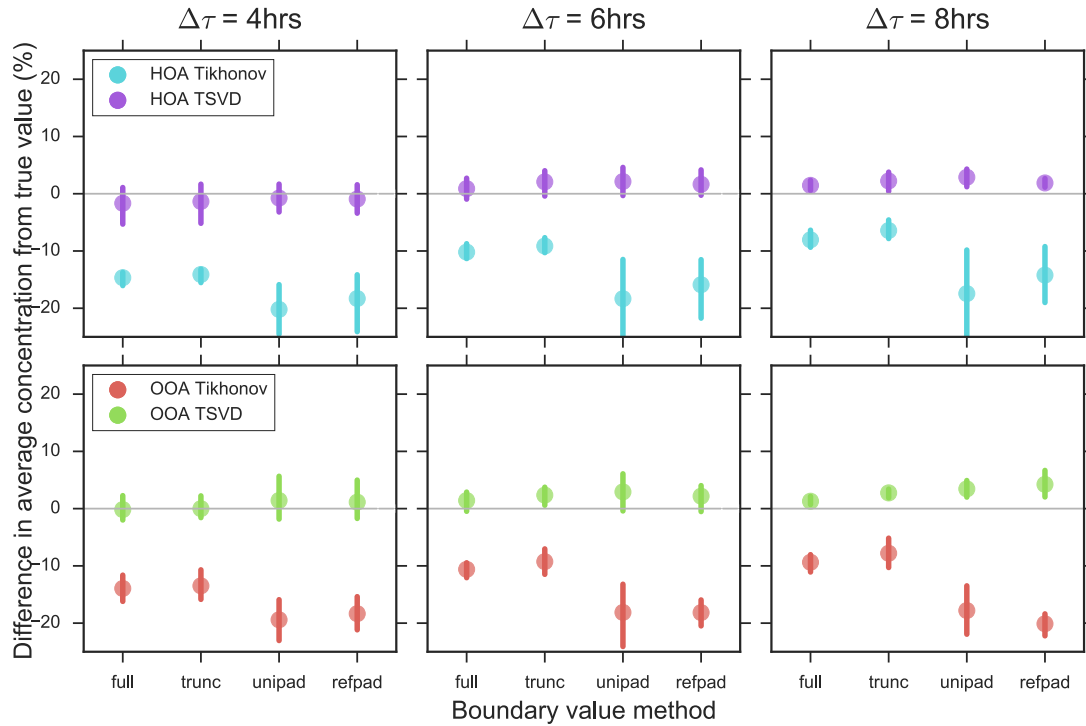 Δτ = 4hrs Δτ = 6hrs Δτ = 8hrs
Difference in average concentration from true value (%)
20
10
0
−10
−20
HOA Tikhonov
HOA TSVD
20
10
0
−10
−20
OOA Tikhonov
OOA TSVD
full trunc unipad refpad full trunc unipad refpad full trunc unipad refpad
Boundary value method